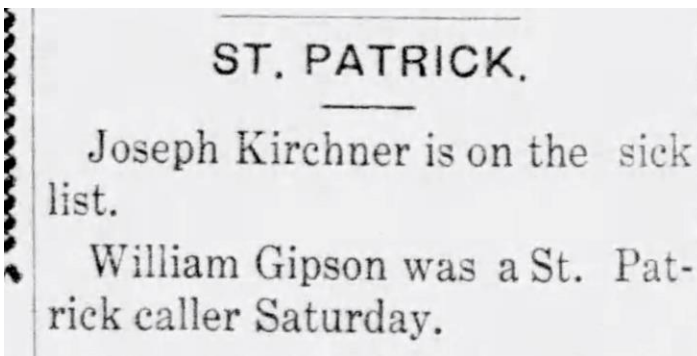 ST. PATRICK.
Joseph Kirchner is on the sick
list.
William Gipson was a St. Pat-
rick caller Saturday.